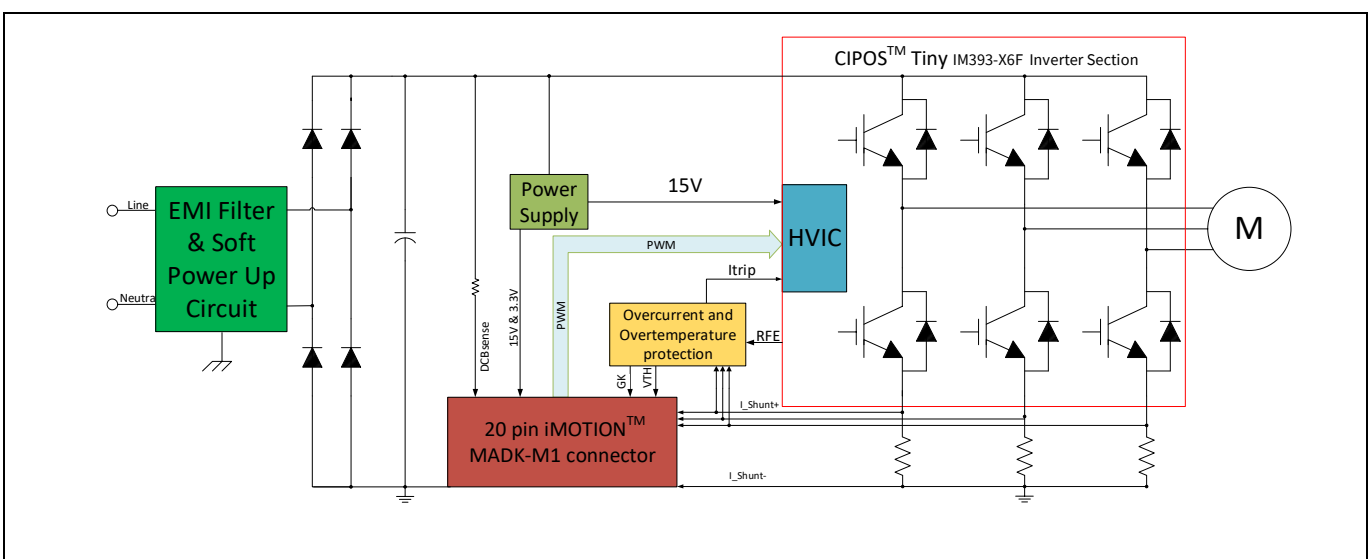 CIPOS™ Tiny IM393-X6F Inverter Section
Line
Neutra
EMI Filter
& Soft
Power Up
Circuit
Power
Supply
15V
HVIC
PWM
Itrip
M
DCBsense
15V & 3.3V
PWM
Overcurrent and
Overtemperature
protection
RFE
GK
VTH
I_Shunt+
20 pin iMOTION™
MADK-M1 connector
I_Shunt-